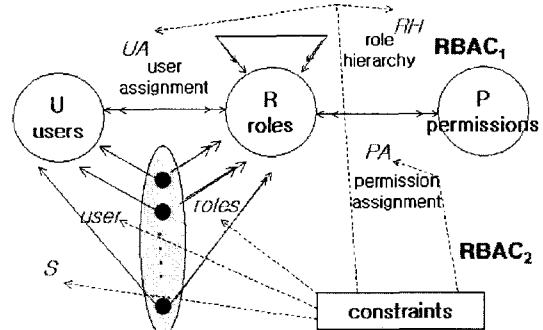 RH
UA
role
hierarchy
RBAC1
user
assignment
U
users
R
roles
P
permissions
PA
permission
assignment
user
roles
S
RBAC2
constraints